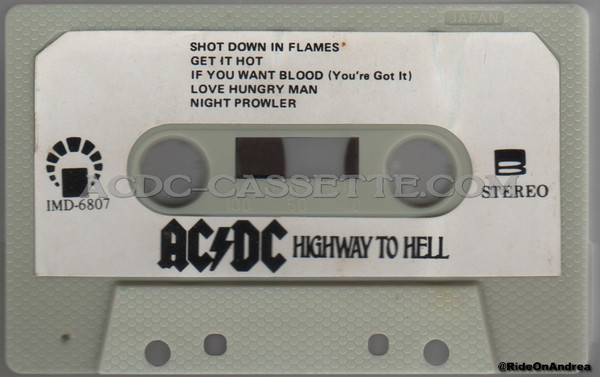 JAPAN
SHOT DOWN IN FLAMES
GET IT HOT
IF YOU WANT BLOOD (You're Got It)
LOVE HUNGRY MAN
NIGHT PROWLER
ACDC-CASSETTE.COM
IMD-6807
B
STEREO
AC⚡DC HIGHWAY TO HELL
@RideOnAndrea